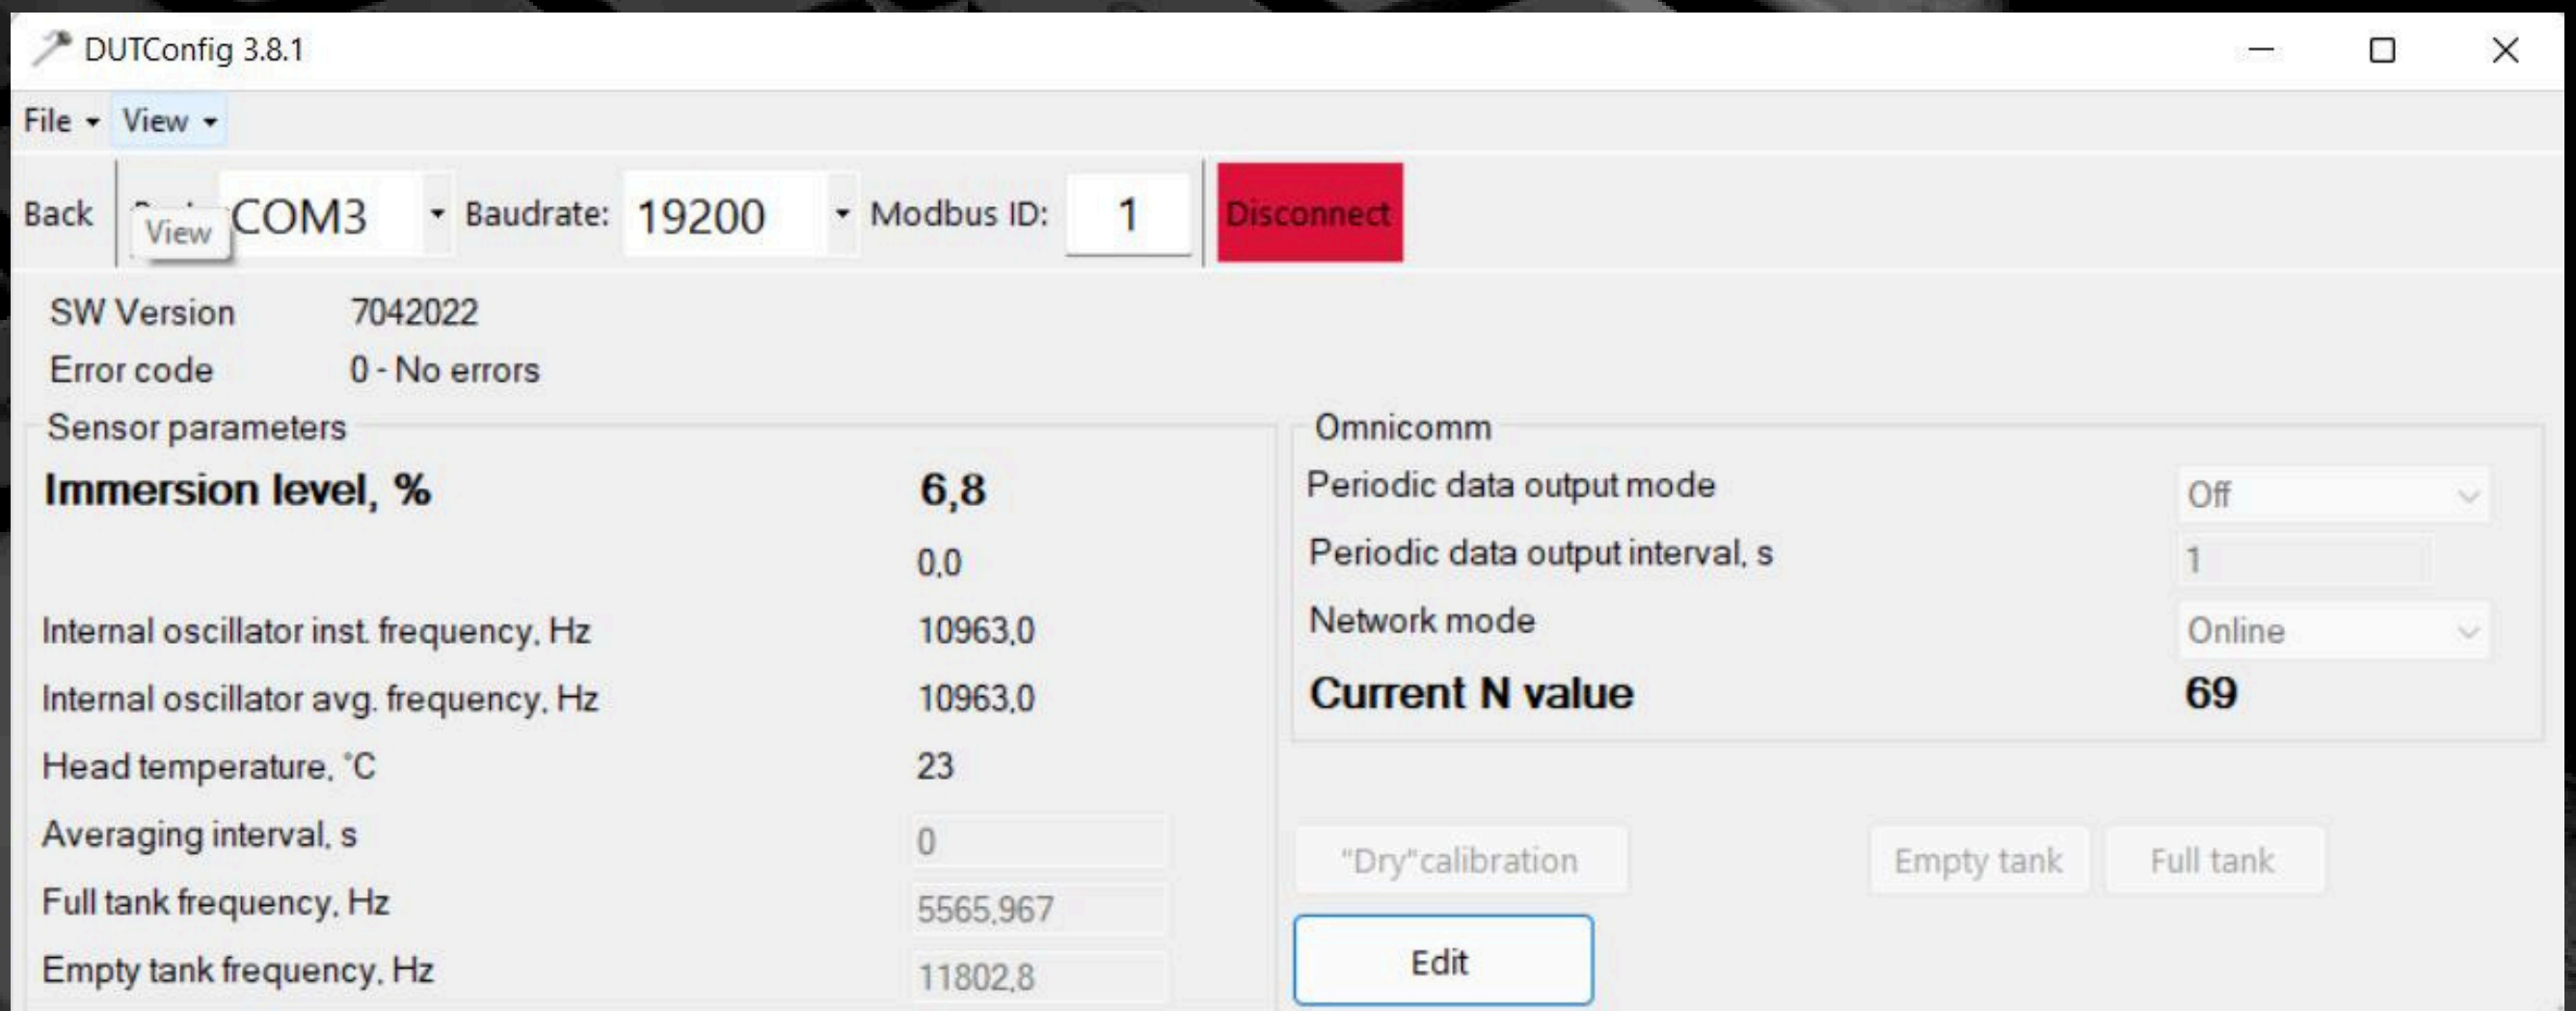 DUTConfig 3.8.1
File View
Back COM3 Baudrate: 19200 Modbus ID: 1 Disconnect
View
SW Version 7042022
Error code 0 - No errors
Sensor parameters
Immersion level, % 6,8
0,0
Internal oscillator inst. frequency, Hz 10963,0
Internal oscillator avg. frequency, Hz 10963,0
Head temperature, °C 23
Averaging interval, s 0
Full tank frequency, Hz 5565,967
Empty tank frequency, Hz 11802,8
Omnicomm
Periodic data output mode Off
Periodic data output interval, s 1
Network mode Online
Current N value 69
"Dry"calibration Empty tank Full tank
Edit